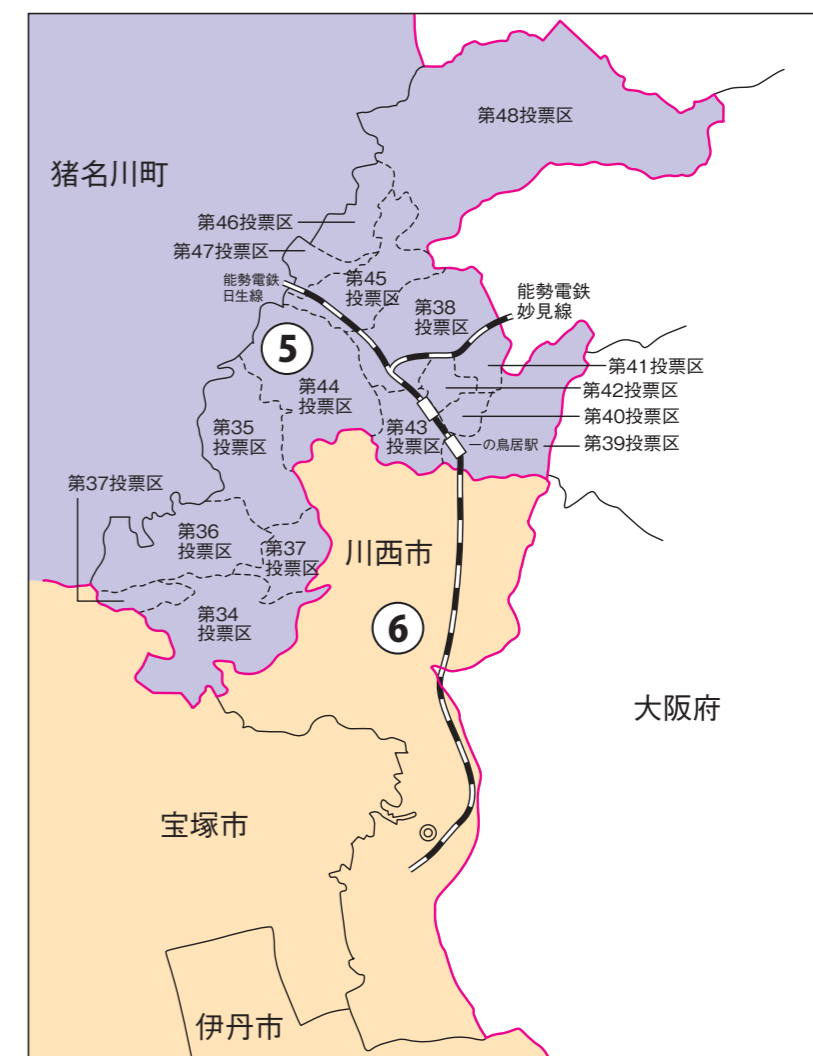 第48投票区
猪名川町
第46投票区
第47投票区
能勢電鉄
日生線
第45
投票区
能勢電鉄
妙見線
第38
投票区
5
第41投票区
第42投票区
第44
投票区
第40投票区
第43
投票区
一の鳥居駅
第39投票区
第35
投票区
第37投票区
第36
投票区
第37
投票区
川西市
第34
投票区
6
大阪府
宝塚市
伊丹市